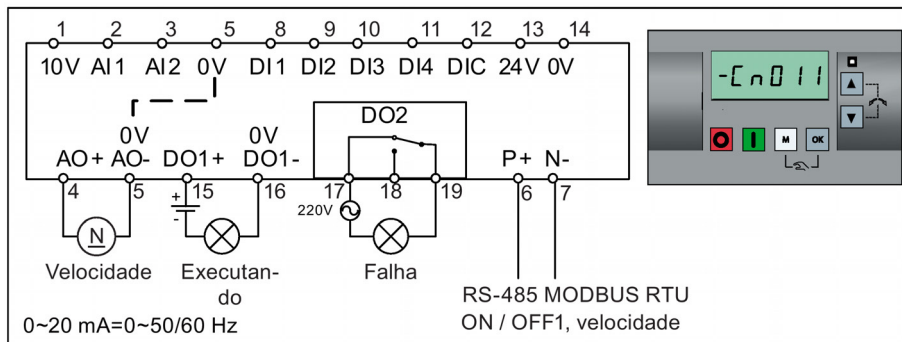 1 2 3 5 8 9 10 11 12 13 14
10V AI1 AI2 0V DI1 DI2 DI3 DI4 DIC 24V 0V
-Cn011
DO2
0V 0V
AO+ AO- DO1+ DO1- P+ N-
M OK
4 5 15 16 17 18 19 6 7
+
-
220V
N
Velocidade Executan-
do
Falha
RS-485 MODBUS RTU
ON / OFF1, velocidade
0~20 mA=0~50/60 Hz